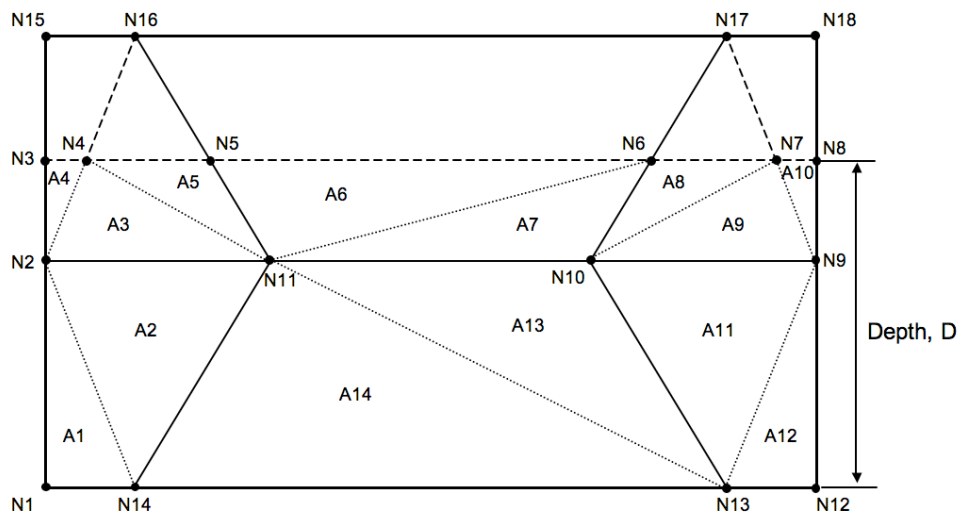 N15 N16 N17 N18
N3 N4 N5 N6 N7 N8
A4 A5 A6 A8 A10
A3 A7 A9
N2 N11 N10 N9
A2 A13 A11
Depth, D
A14
A1 A12
N1 N14 N13 N12